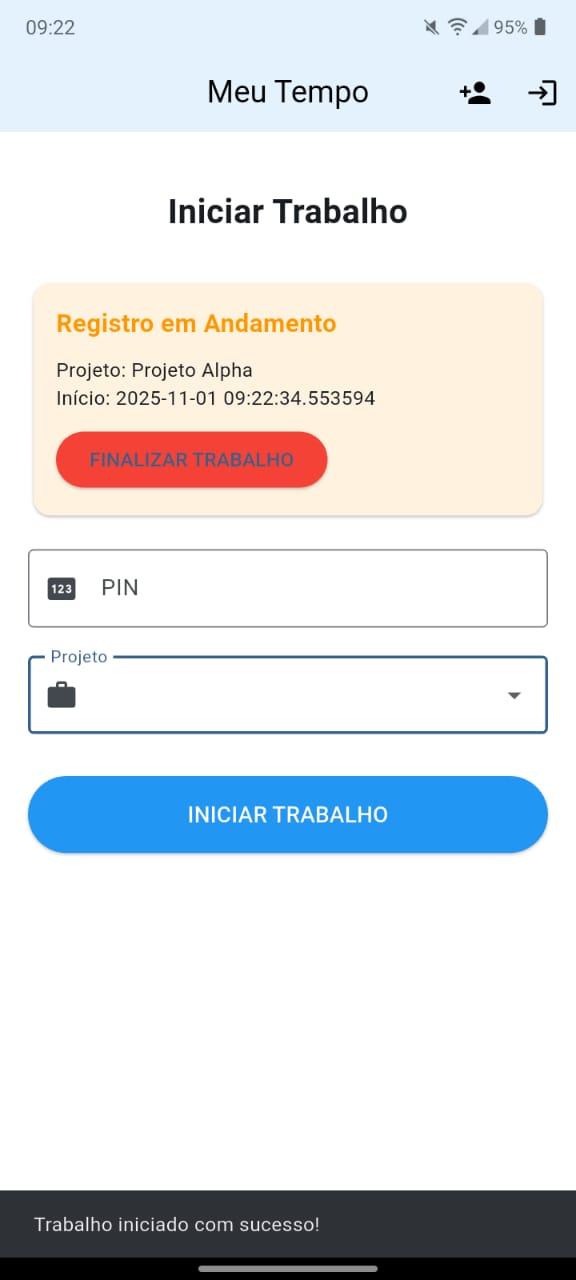 09:22
95%
Meu Tempo
Iniciar Trabalho
Registro em Andamento
Projeto: Projeto Alpha
Início: 2025-11-01 09:22:34.553594
FINALIZAR TRABALHO
123
PIN
Projeto
INICIAR TRABALHO
Trabalho iniciado com sucesso!